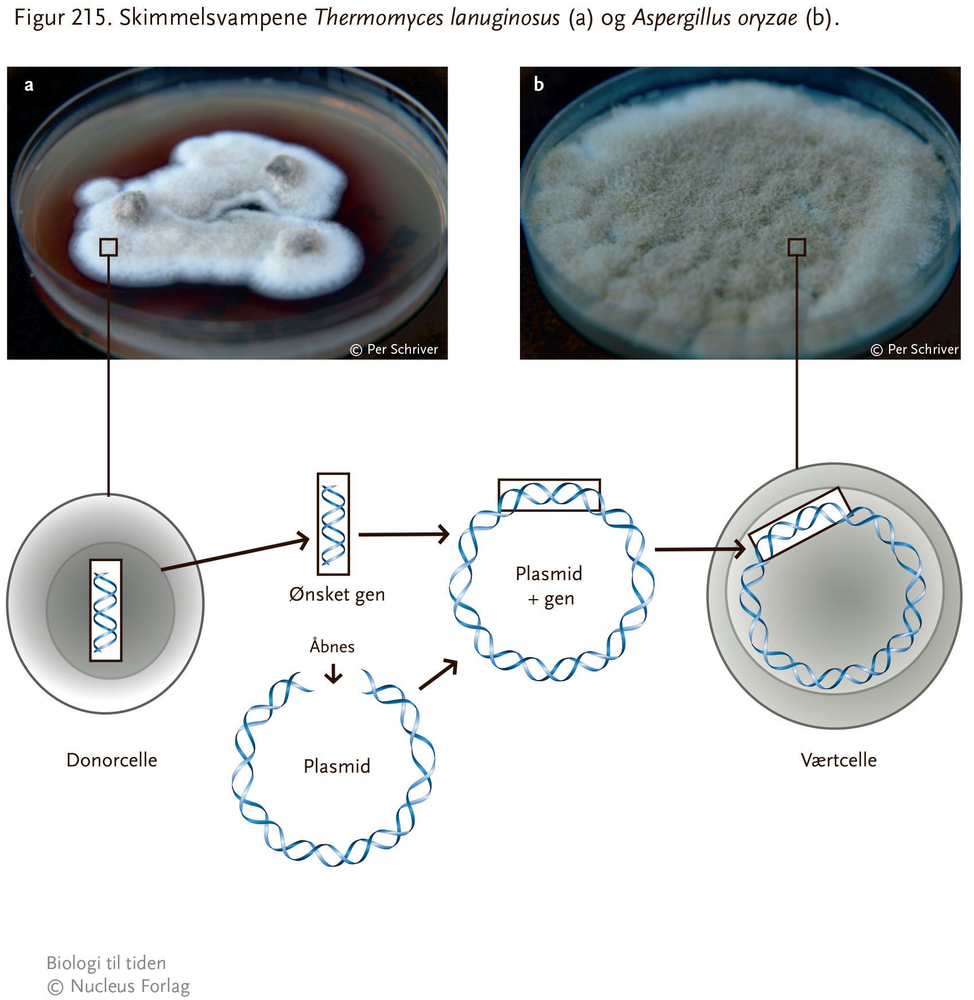 Figur 215. Skimmelsvampene Thermomyces lanuginosus (a) og Aspergillus oryzae (b).
a
b
© Per Schriver
© Per Schriver
Ønsket gen
Plasmid
+ gen
Åbnes
Donorcelle
Plasmid
Værtcelle
Biologi til tiden
© Nucleus Forlag